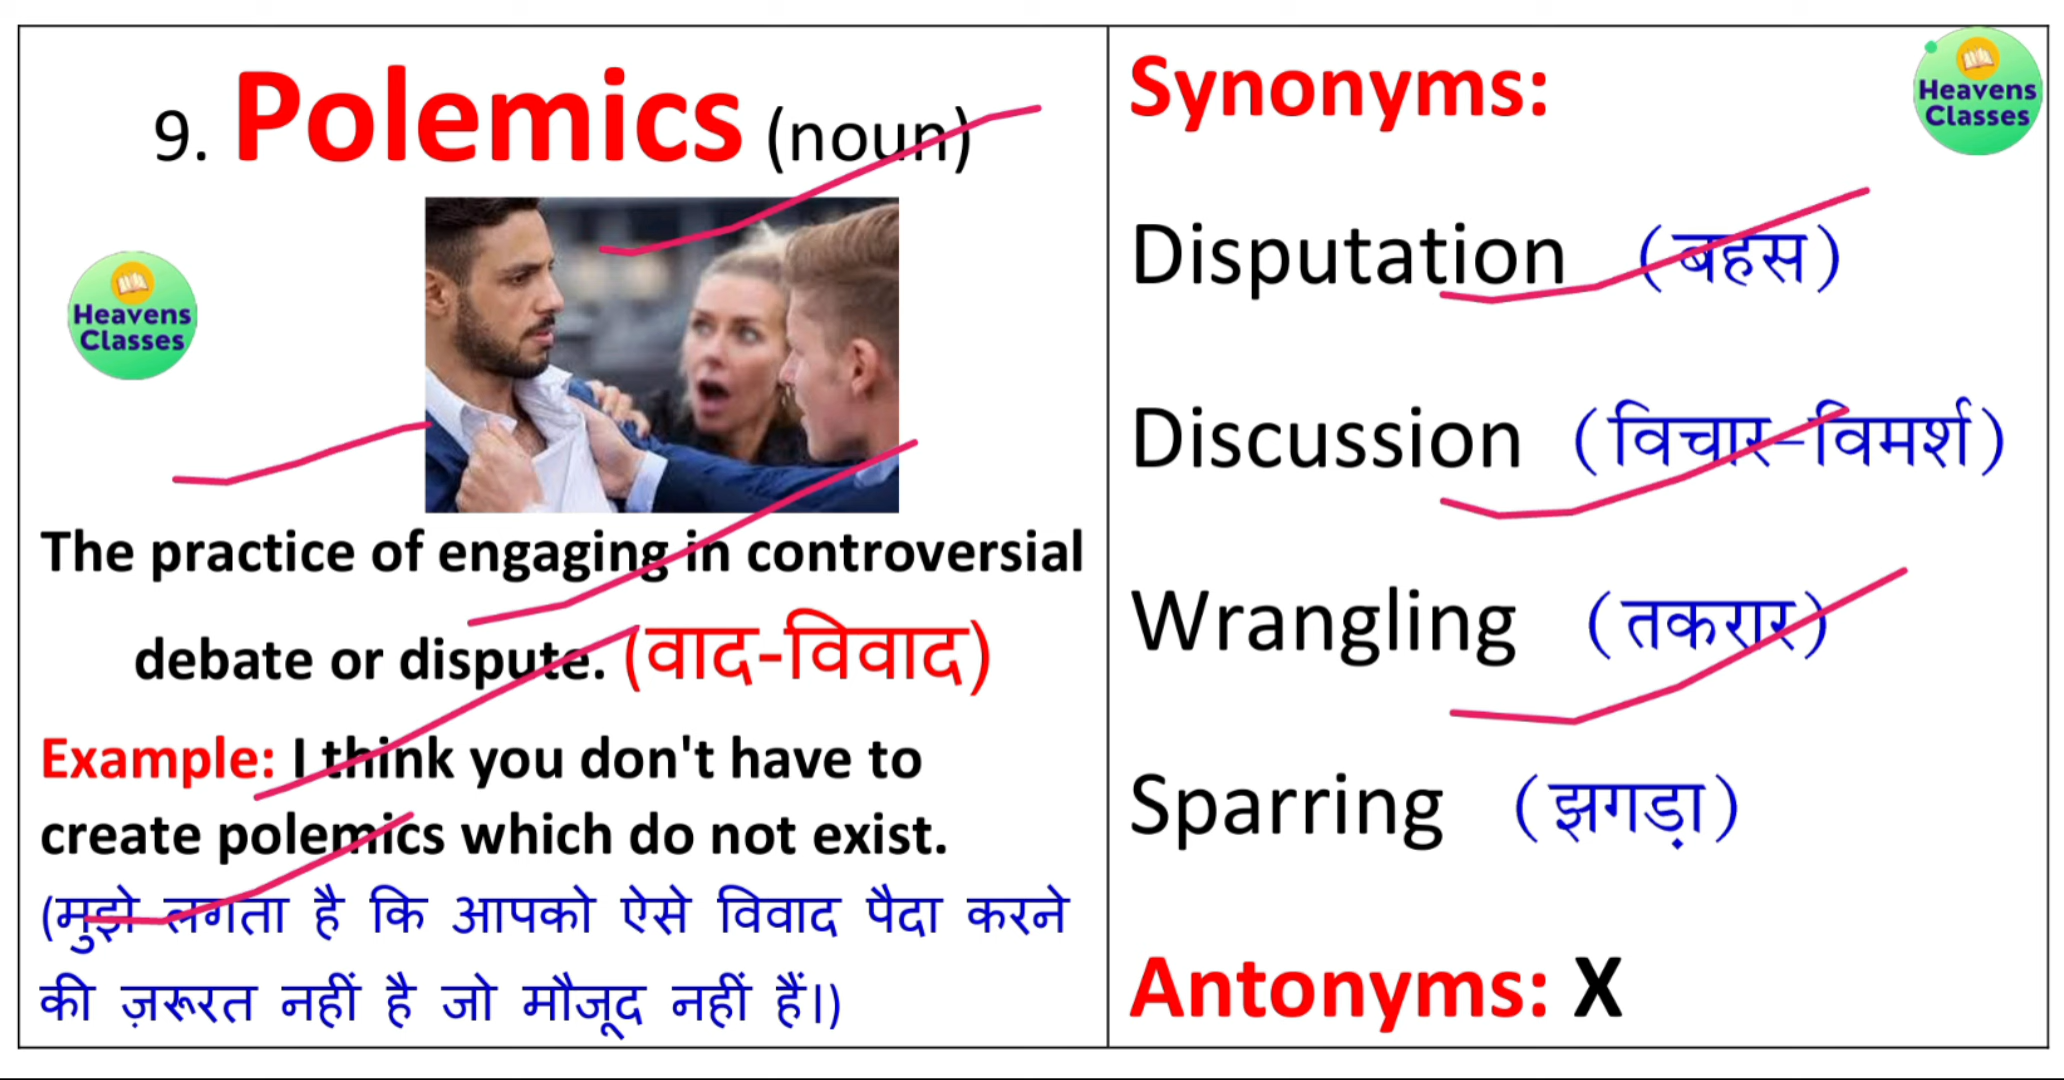 9. Polemics (noun)
Heavens
Classes
The practice of engaging in controversial
debate or dispute. (वाद-विवाद)
Example: I think you don't have to
create polemics which do not exist.
(मुझे लगता है कि आपको ऐसे विवाद पैदा करने
की ज़रूरत नहीं है जो मौजूद नहीं हैं।)
Synonyms:
Heavens
Classes
Disputation (बहस)
Discussion (विचार-विमर्श)
Wrangling (तकरार)
Sparring (झगड़ा)
Antonyms: X